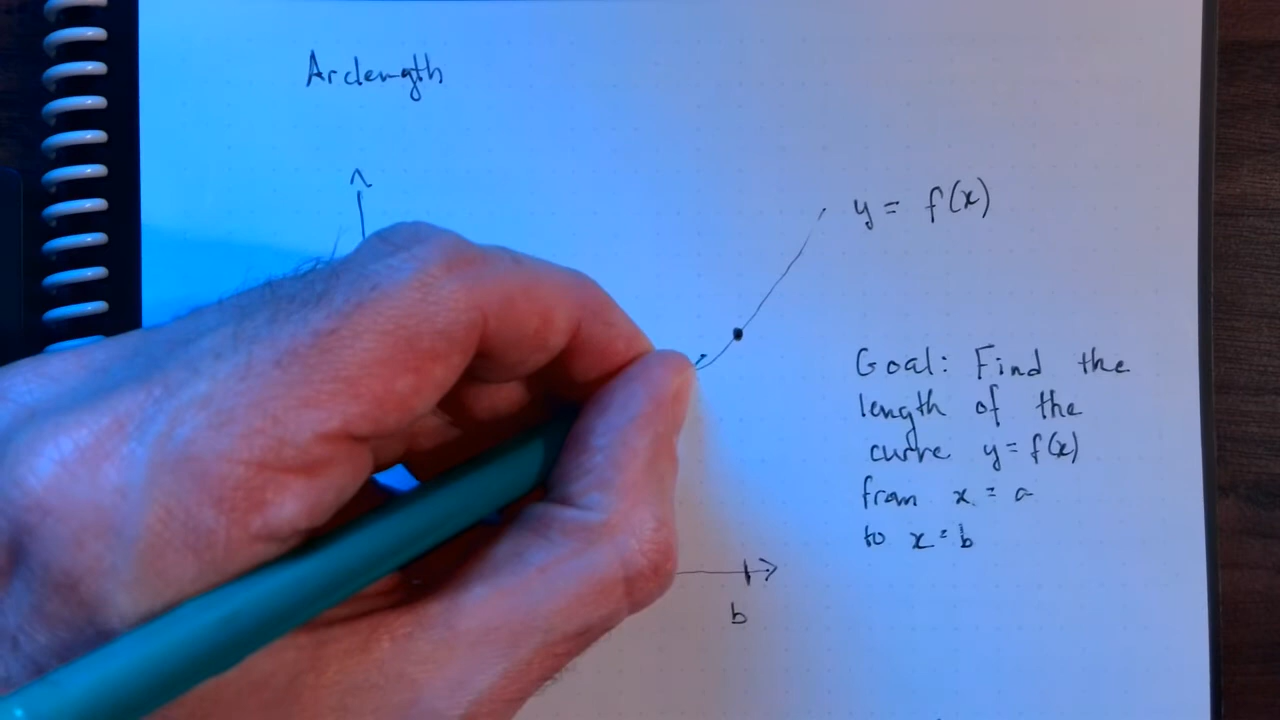 Arclength
y = f(x)
Goal: Find the
length of the
curve y = f(x)
from x = a
to x = b
b